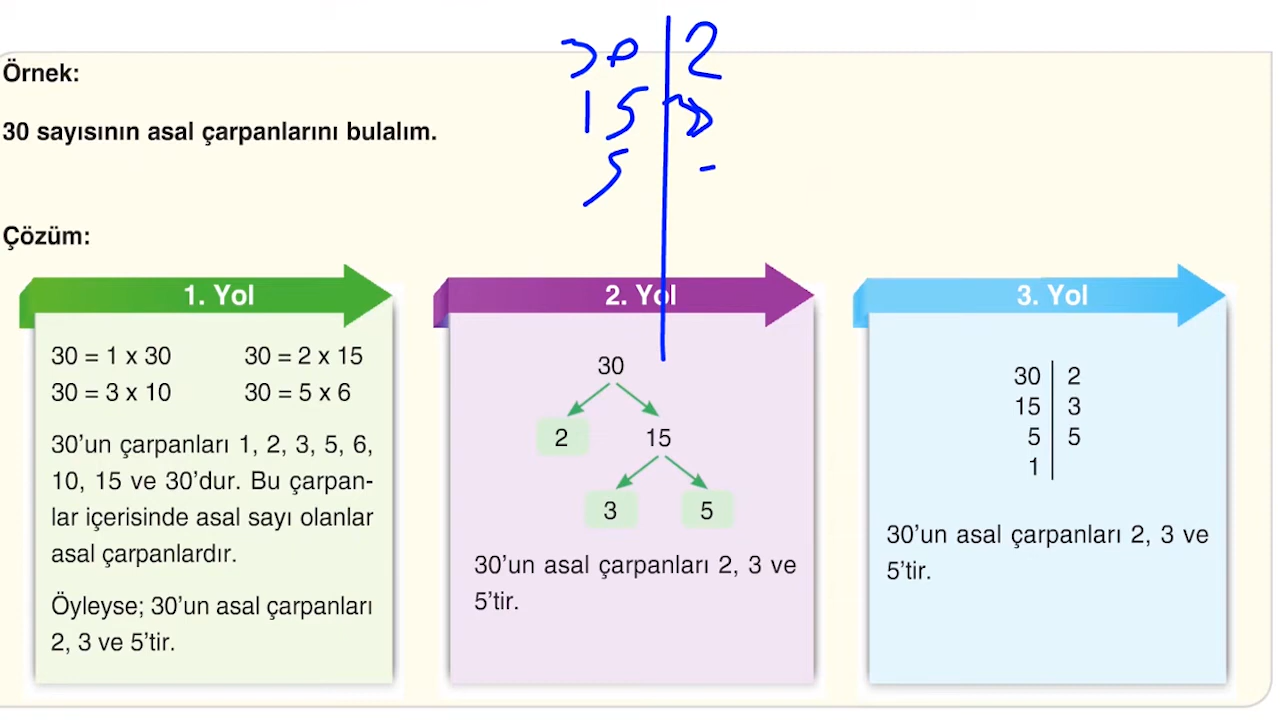 30 2
Örnek:
15 3
30 sayısının asal çarpanlarını bulalım.
5
Çözüm:
1. Yol
30 = 1 x 30 30 = 2 x 15
30 = 3 x 10 30 = 5 x 6
30’un çarpanları 1, 2, 3, 5, 6,
10, 15 ve 30’dur. Bu çarpan-
lar içerisinde asal sayı olanlar
asal çarpanlardır.
Öyleyse; 30’un asal çarpanları
2, 3 ve 5’tir.
2. Yol
30
2 15
3 5
30’un asal çarpanları 2, 3 ve
5’tir.
3. Yol
30 2
15 3
5 5
1
30’un asal çarpanları 2, 3 ve
5’tir.